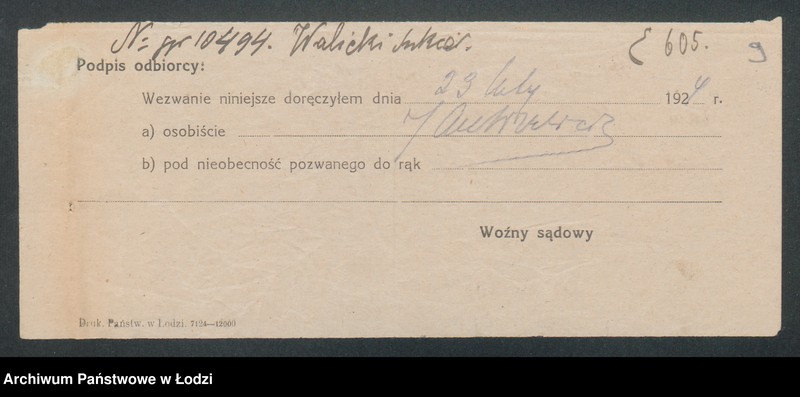 № gr 10494. Walicki
E 605. 9
Podpis odbiorcy:
Wezwanie niniejsze doręczyłem dnia 23 luty 1924 r.
a) osobiście
b) pod nieobecność pozwanego do rąk
Woźny sądowy
Druk. Państw. w Łodzi. 7124—12000
Archiwum Państwowe w Łodzi